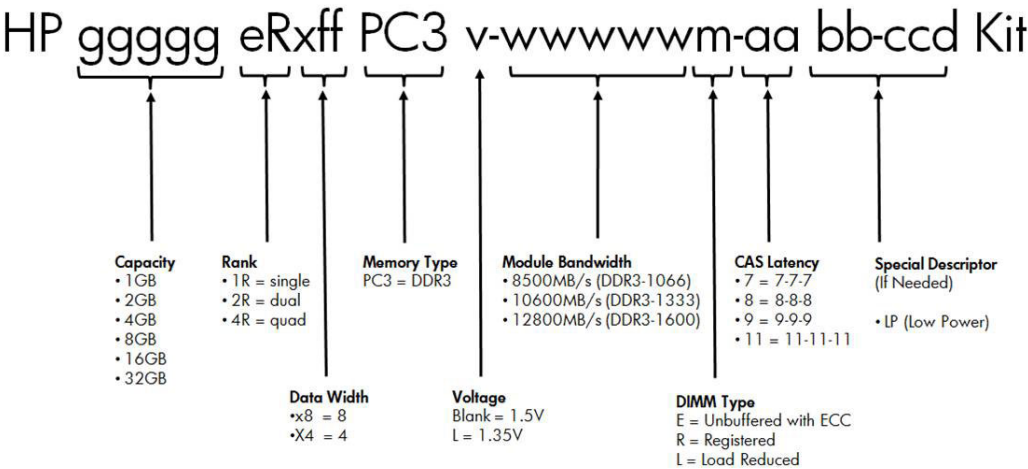 HP ggggg eRxff PC3 v-wwwwwm-aa bb-ccd Kit
Capacity
• 1GB
• 2GB
• 4GB
• 8GB
• 16GB
• 32GB
Rank
• 1R = single
• 2R = dual
• 4R = quad
Data Width
•x8 = 8
•X4 = 4
Memory Type
PC3 = DDR3
Voltage
Blank = 1.5V
L = 1.35V
Module Bandwidth
• 8500MB/s (DDR3-1066)
• 10600MB/s (DDR3-1333)
• 12800MB/s (DDR3-1600)
DIMM Type
E = Unbuffered with ECC
R = Registered
L = Load Reduced
CAS Latency
• 7 = 7-7-7
• 8 = 8-8-8
• 9 = 9-9-9
• 11 = 11-11-11
Special Descriptor
(If Needed)
• LP (Low Power)